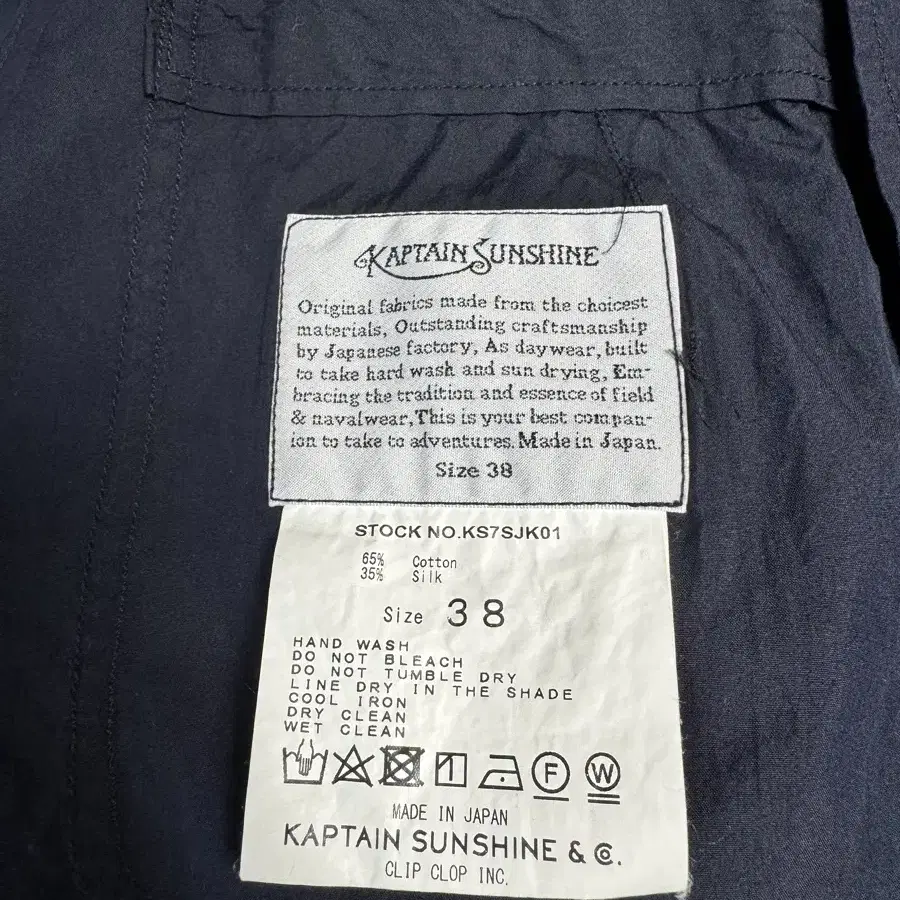 KAPTAIN SUNSHINE
Original fabrics made from the choicest
materials, Outstanding craftsmanship
by Japanese factory, As daywear, built
to take hard wash and sun drying, Em-
bracing the tradition and essence of field
& navalwear, This is your best compan-
ion to take to adventures. Made in Japan.
Size 38
STOCK NO.KS7SJK01
65% Cotton
35% Silk
Size 38
HAND WASH
DO NOT BLEACH
DO NOT TUMBLE DRY
LINE DRY IN THE SHADE
COOL IRON
DRY CLEAN
WET CLEAN
F W
MADE IN JAPAN
KAPTAIN SUNSHINE & Co.
CLIP CLOP INC.